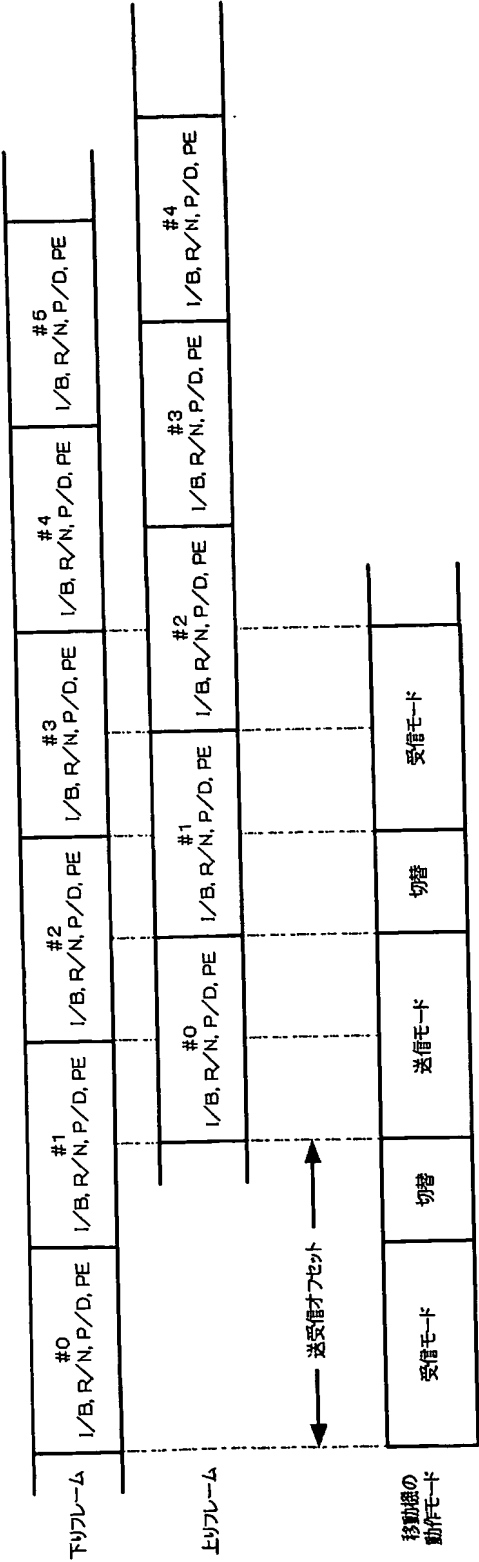 下りフレーム
#0
I/B, R/N, P/D, PE
#1
I/B, R/N, P/D, PE
#2
I/B, R/N, P/D, PE
#3
I/B, R/N, P/D, PE
#4
I/B, R/N, P/D, PE
#5
I/B, R/N, P/D, PE
上りフレーム
#0
I/B, R/N, P/D, PE
#1
I/B, R/N, P/D, PE
#2
I/B, R/N, P/D, PE
#3
I/B, R/N, P/D, PE
#4
I/B, R/N, P/D, PE
送受信オフセット
移動機の
動作モード
受信モード
切替
送信モード
切替
受信モード